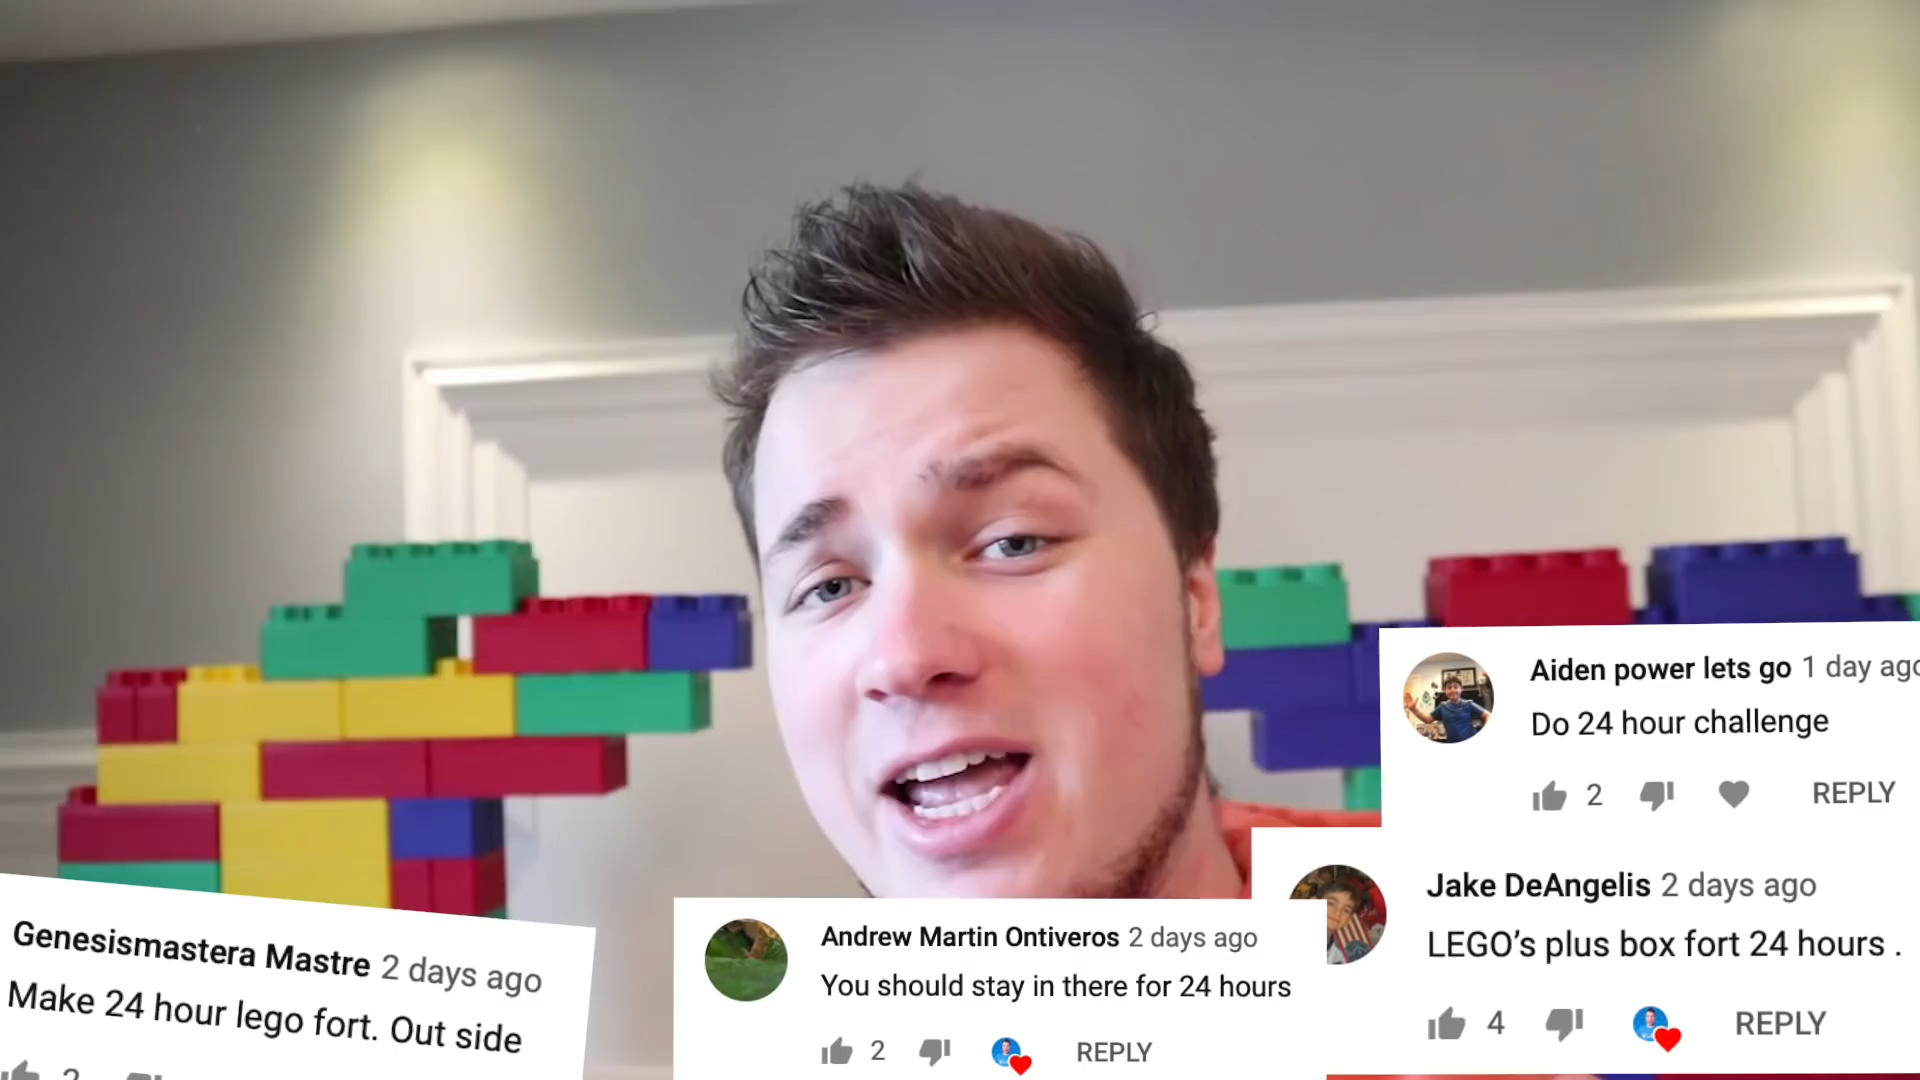 Aiden power lets go 1 day ago
Do 24 hour challenge
2 REPLY
Jake DeAngelis 2 days ago
LEGO’s plus box fort 24 hours .
4 REPLY
Genesismastera Mastre 2 days ago
Make 24 hour lego fort. Out side
2
Andrew Martin Ontiveros 2 days ago
You should stay in there for 24 hours
2 REPLY